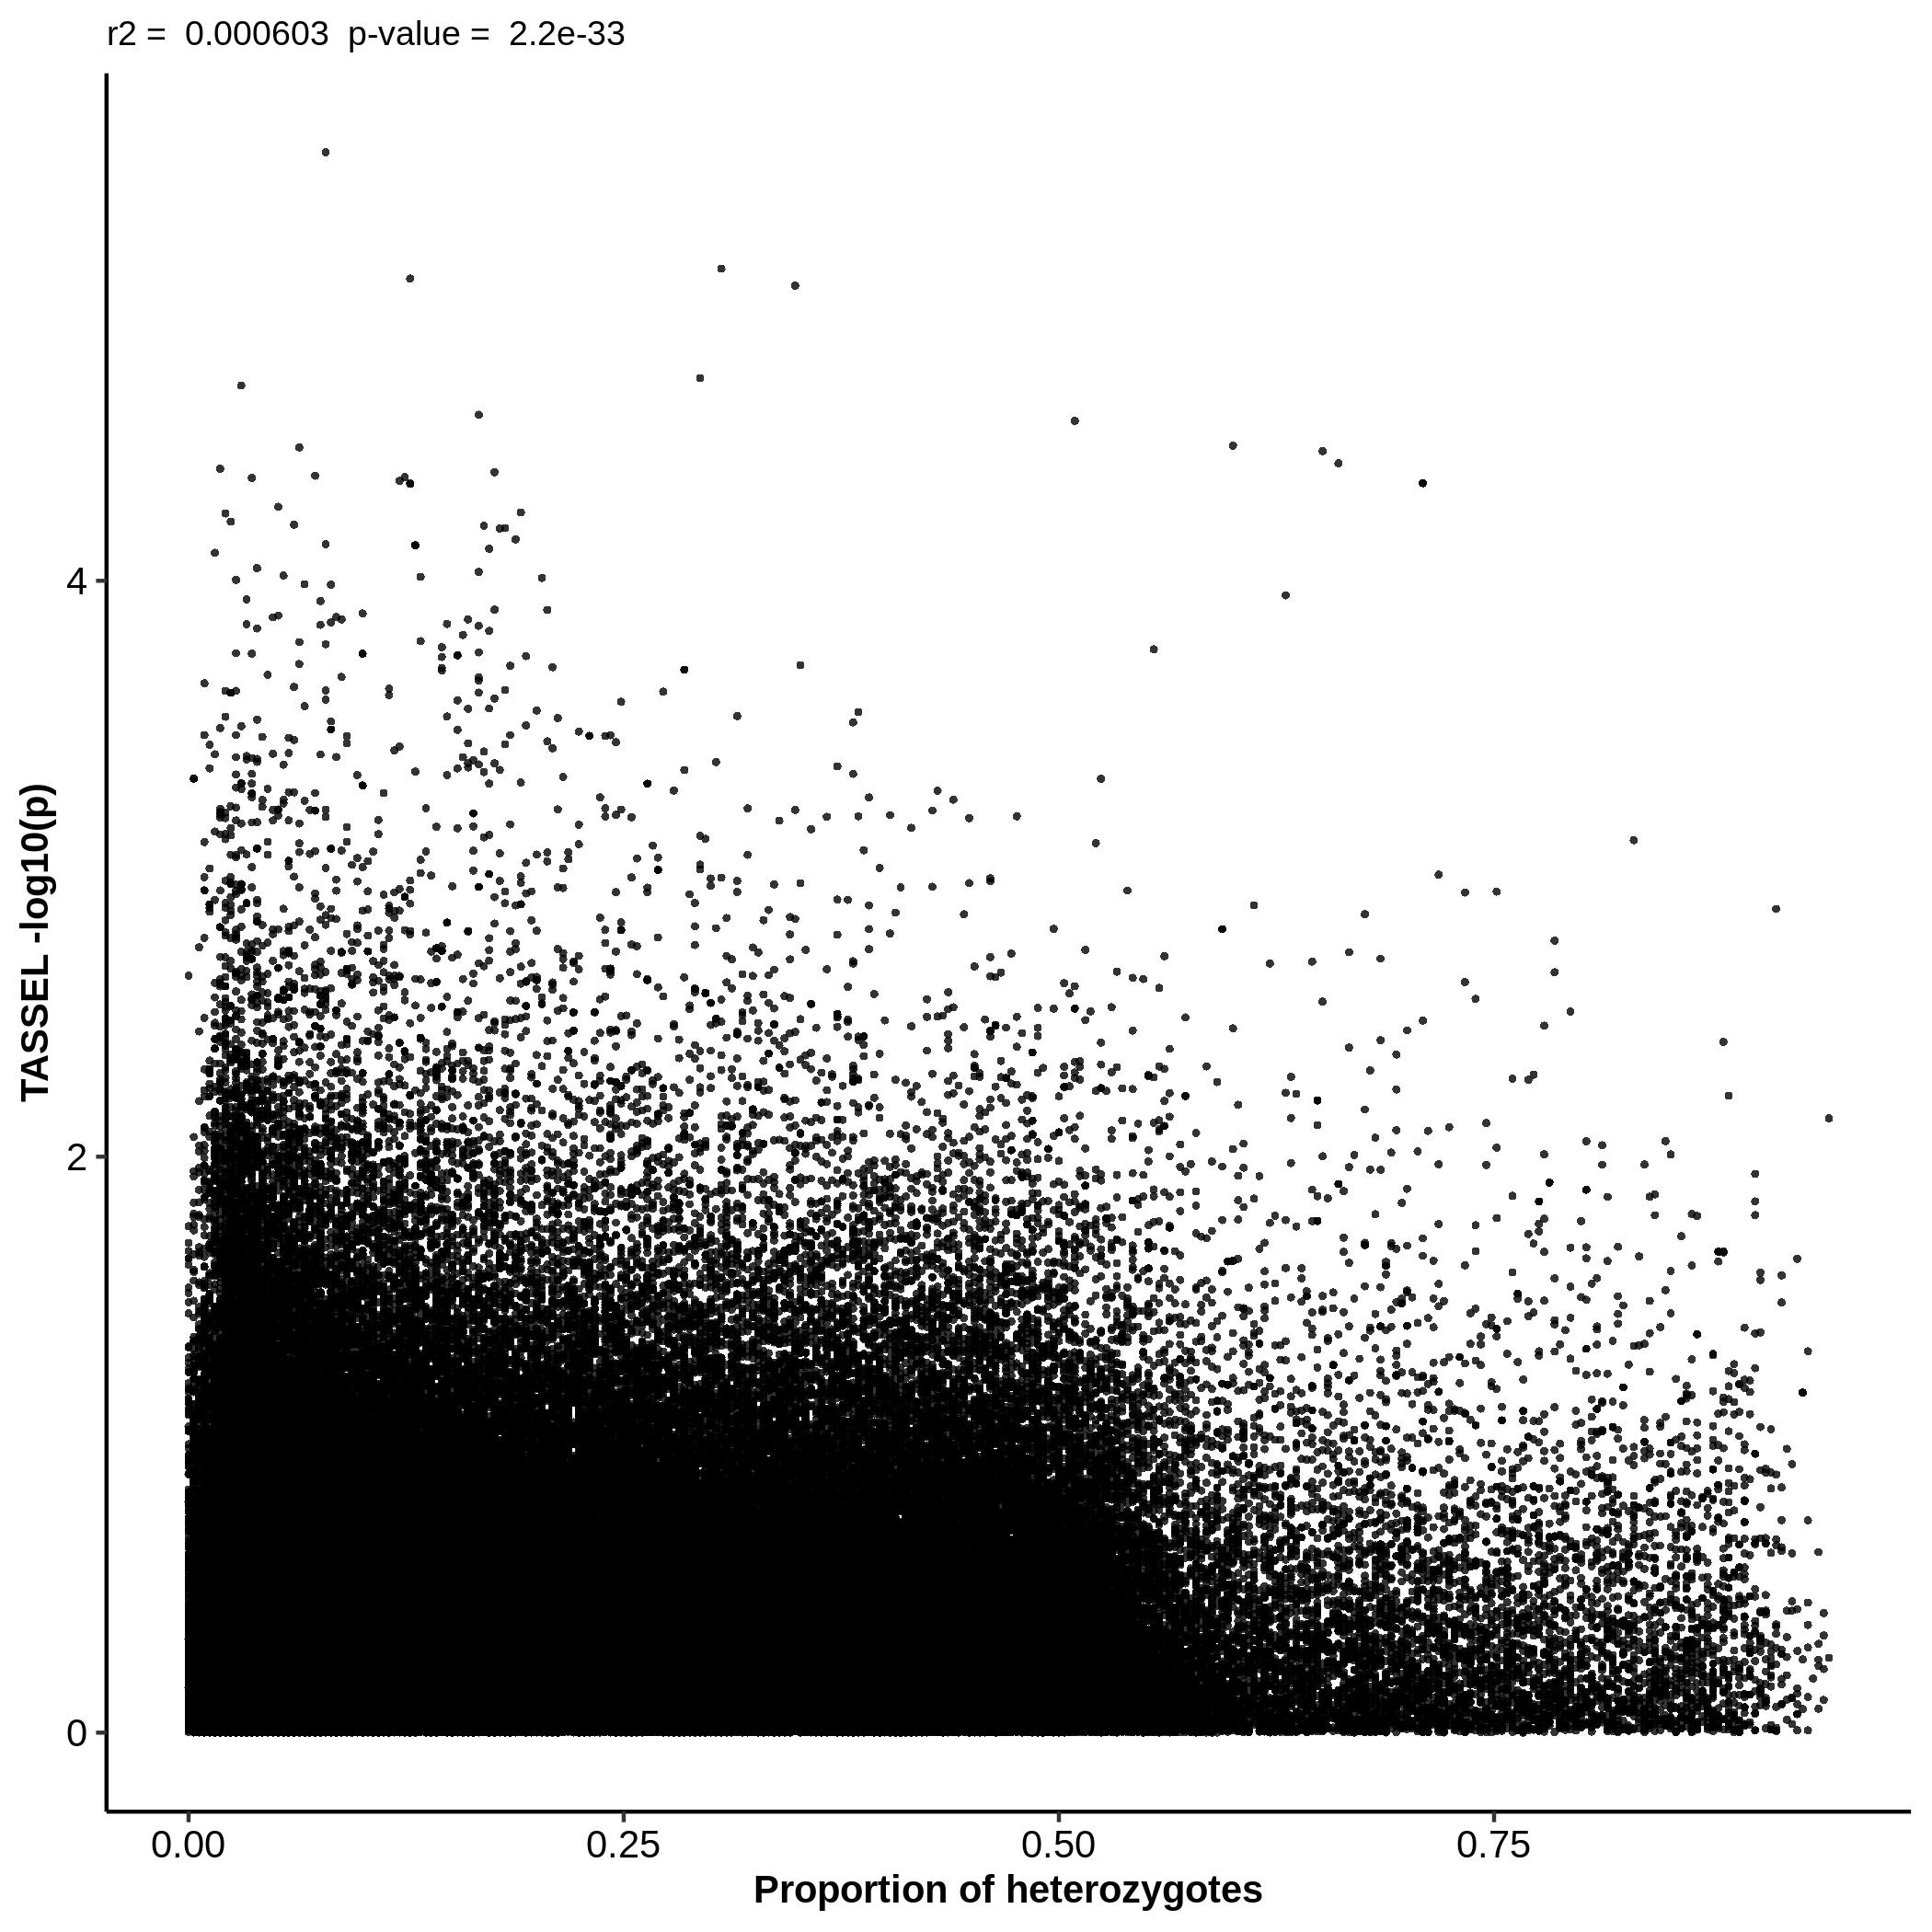 r2 = 0.000603 p-value = 2.2e-33
TASSEL -log10(p)
4
2
0
0.00 0.25 0.50 0.75
Proportion of heterozygotes